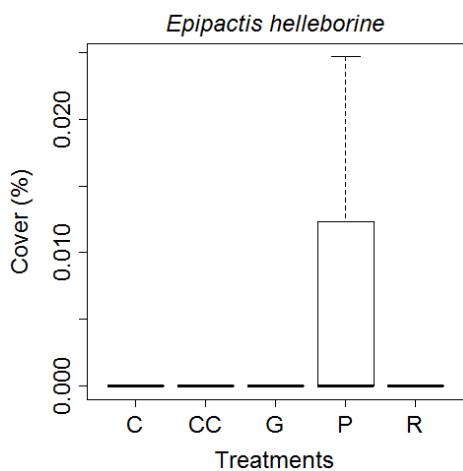 Epipactis helleborine
Cover (%)
0.020
0.010
0.000
C CC G P R
Treatments